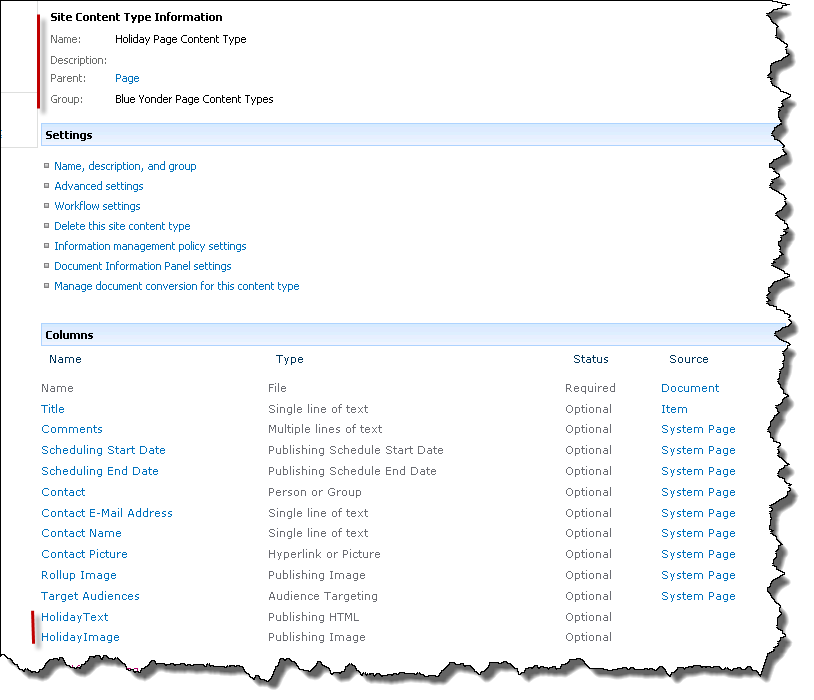 Site Content Type Information
Name: Holiday Page Content Type
Description:
Parent: Page
Group: Blue Yonder Page Content Types
Settings
Name, description, and group
Advanced settings
Workflow settings
Delete this site content type
Information management policy settings
Document Information Panel settings
Manage document conversion for this content type
Columns
Name Type Status Source
Name File Required Document
Title Single line of text Optional Item
Comments Multiple lines of text Optional System Page
Scheduling Start Date Publishing Schedule Start Date Optional System Page
Scheduling End Date Publishing Schedule End Date Optional System Page
Contact Person or Group Optional System Page
Contact E-Mail Address Single line of text Optional System Page
Contact Name Single line of text Optional System Page
Contact Picture Hyperlink or Picture Optional System Page
Rollup Image Publishing Image Optional System Page
Target Audiences Audience Targeting Optional System Page
HolidayText Publishing HTML Optional
HolidayImage Publishing Image Optional